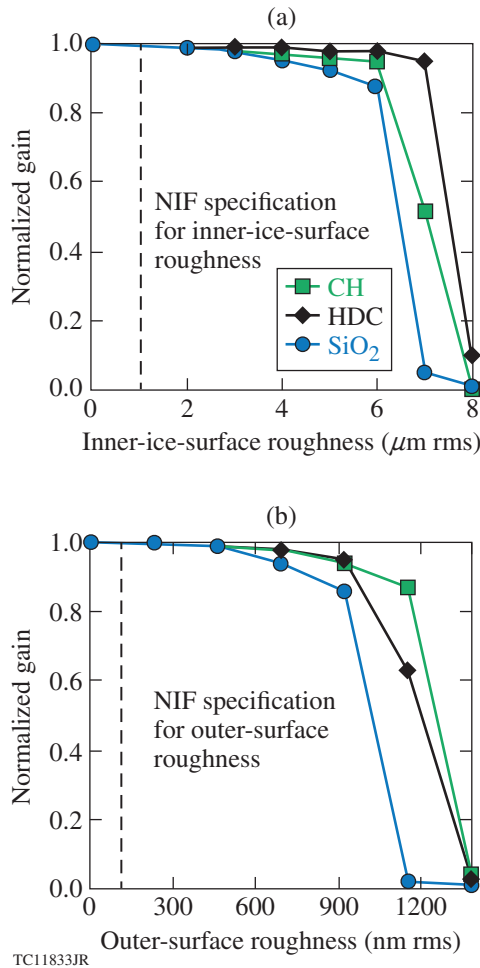 (a)
1.0
0.8
0.6
0.4
0.2
0.0
Normalized gain
NIF specification
for inner-ice-surface
roughness
CH
HDC
SiO₂
0 2 4 6 8
Inner-ice-surface roughness (μm rms)
(b)
1.0
0.8
0.6
0.4
0.2
0.0
Normalized gain
NIF specification
for outer-surface
roughness
0 300 600 900 1200
Outer-surface roughness (nm rms)
TC11833JR